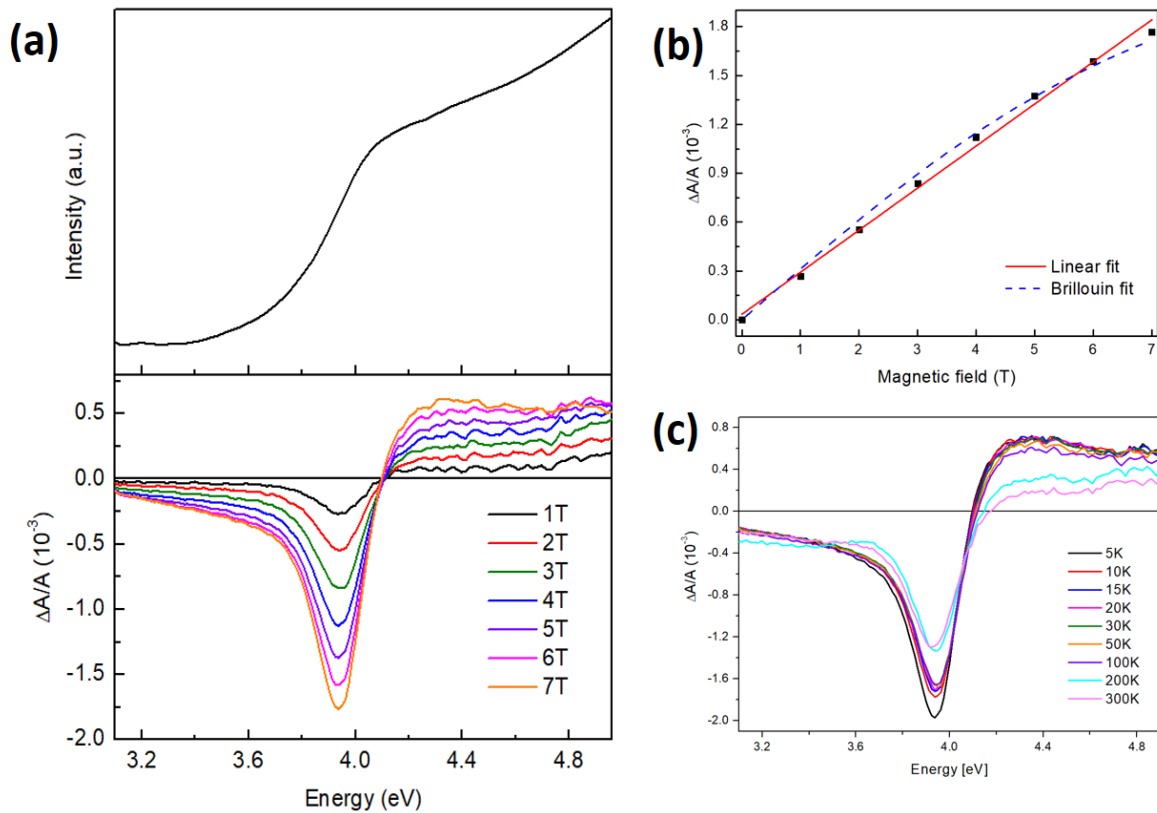 (a)
Intensity (a.u.)
0.5
0.0
-0.5
-1.0
-1.5
-2.0
ΔA/A (10⁻³)
1T
2T
3T
4T
5T
6T
7T
3.2 3.6 4.0 4.4 4.8
Energy (eV)
(b)
1.8
1.5
1.2
0.9
0.6
0.3
0.0
ΔA/A (10⁻³)
Linear fit
Brillouin fit
0 1 2 3 4 5 6 7
Magnetic field (T)
(c)
0.8
0.4
0.0
-0.4
-0.8
-1.2
-1.6
-2.0
ΔA/A (10⁻³)
5K
10K
15K
20K
30K
50K
100K
200K
300K
3.2 3.6 4.0 4.4 4.8
Energy [eV]